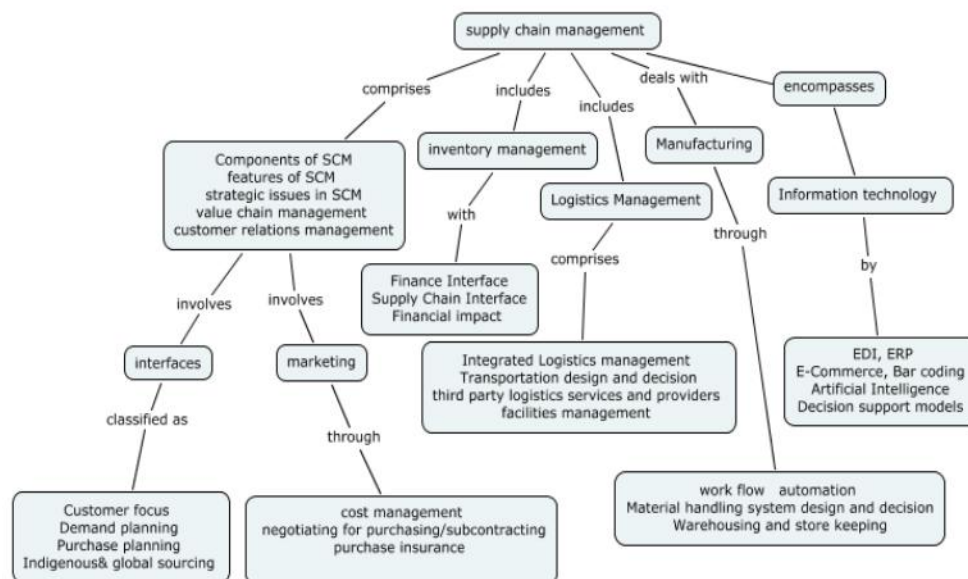 supply chain management
comprises
includes
includes
deals with
encompasses
Components of SCM
features of SCM
strategic issues in SCM
value chain management
customer relations management
inventory management
Manufacturing
Logistics Management
Information technology
with
comprises
through
by
Finance Interface
Supply Chain Interface
Financial impact
involves
involves
interfaces
marketing
Integrated Logistics management
Transportation design and decision
third party logistics services and providers
facilities management
EDI, ERP
E-Commerce, Bar coding
Artificial Intelligence
Decision support models
classified as
through
Customer focus
Demand planning
Purchase planning
Indigenous& global sourcing
cost management
negotiating for purchasing/subcontracting
purchase insurance
work flow automation
Material handling system design and decision
Warehousing and store keeping